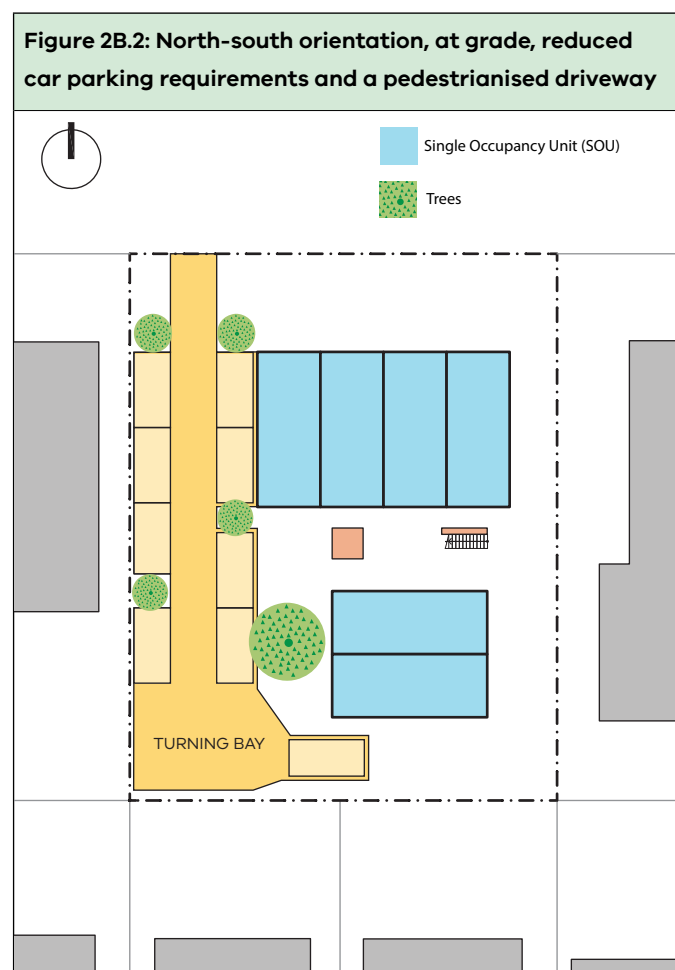 Figure 2B.2: North-south orientation, at grade, reduced
car parking requirements and a pedestrianised driveway
Single Occupancy Unit (SOU)
Trees
TURNING BAY